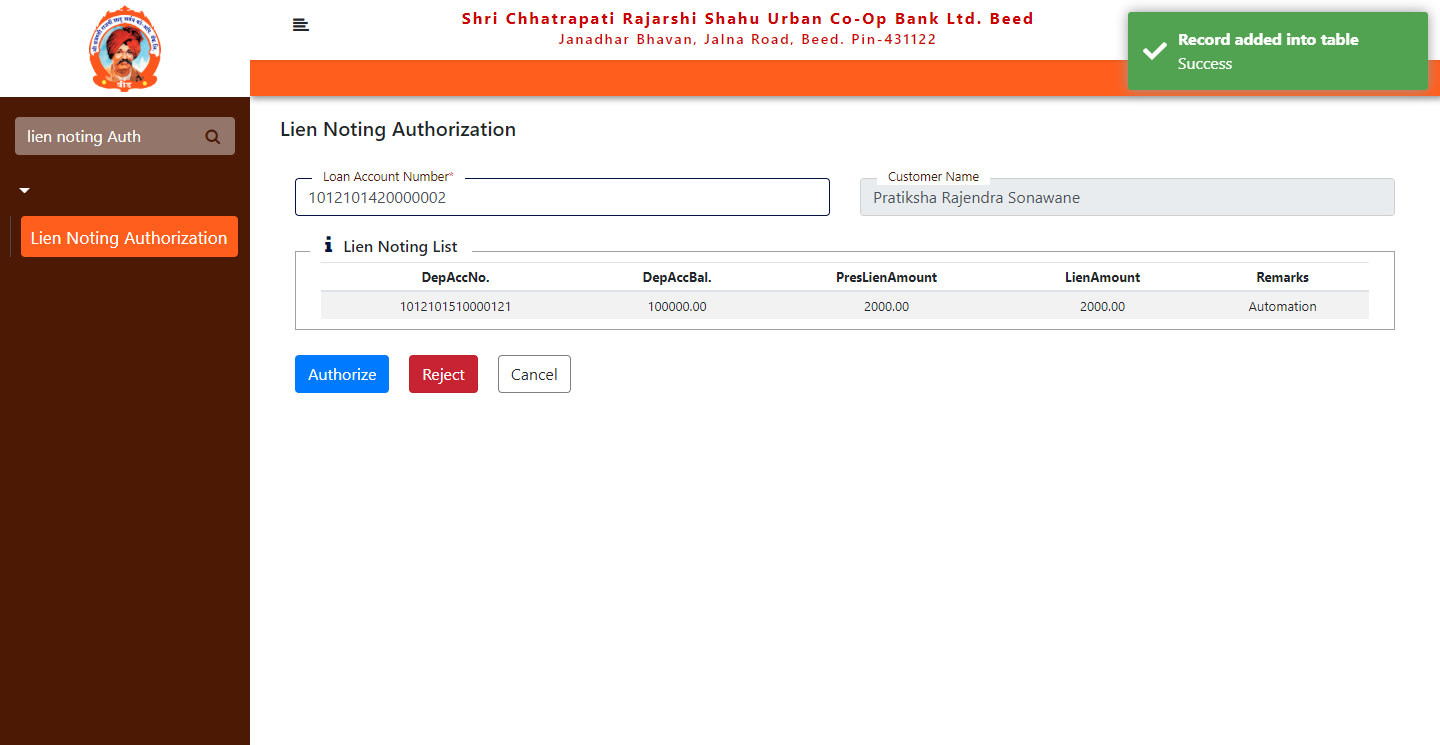 Shri Chhatrapati Rajarshi Shahu Urban Co-Op Bank Ltd. Beed
Janadhar Bhavan, Jalna Road, Beed. Pin-431122
Record added into table
Success
बीड
lien noting Auth
Lien Noting Authorization
Lien Noting Authorization
Loan Account Number*
1012101420000002
Customer Name
Pratiksha Rajendra Sonawane
Lien Noting List
DepAccNo. DepAccBal. PresLienAmount LienAmount Remarks
1012101510000121 100000.00 2000.00 2000.00 Automation
Authorize Reject Cancel